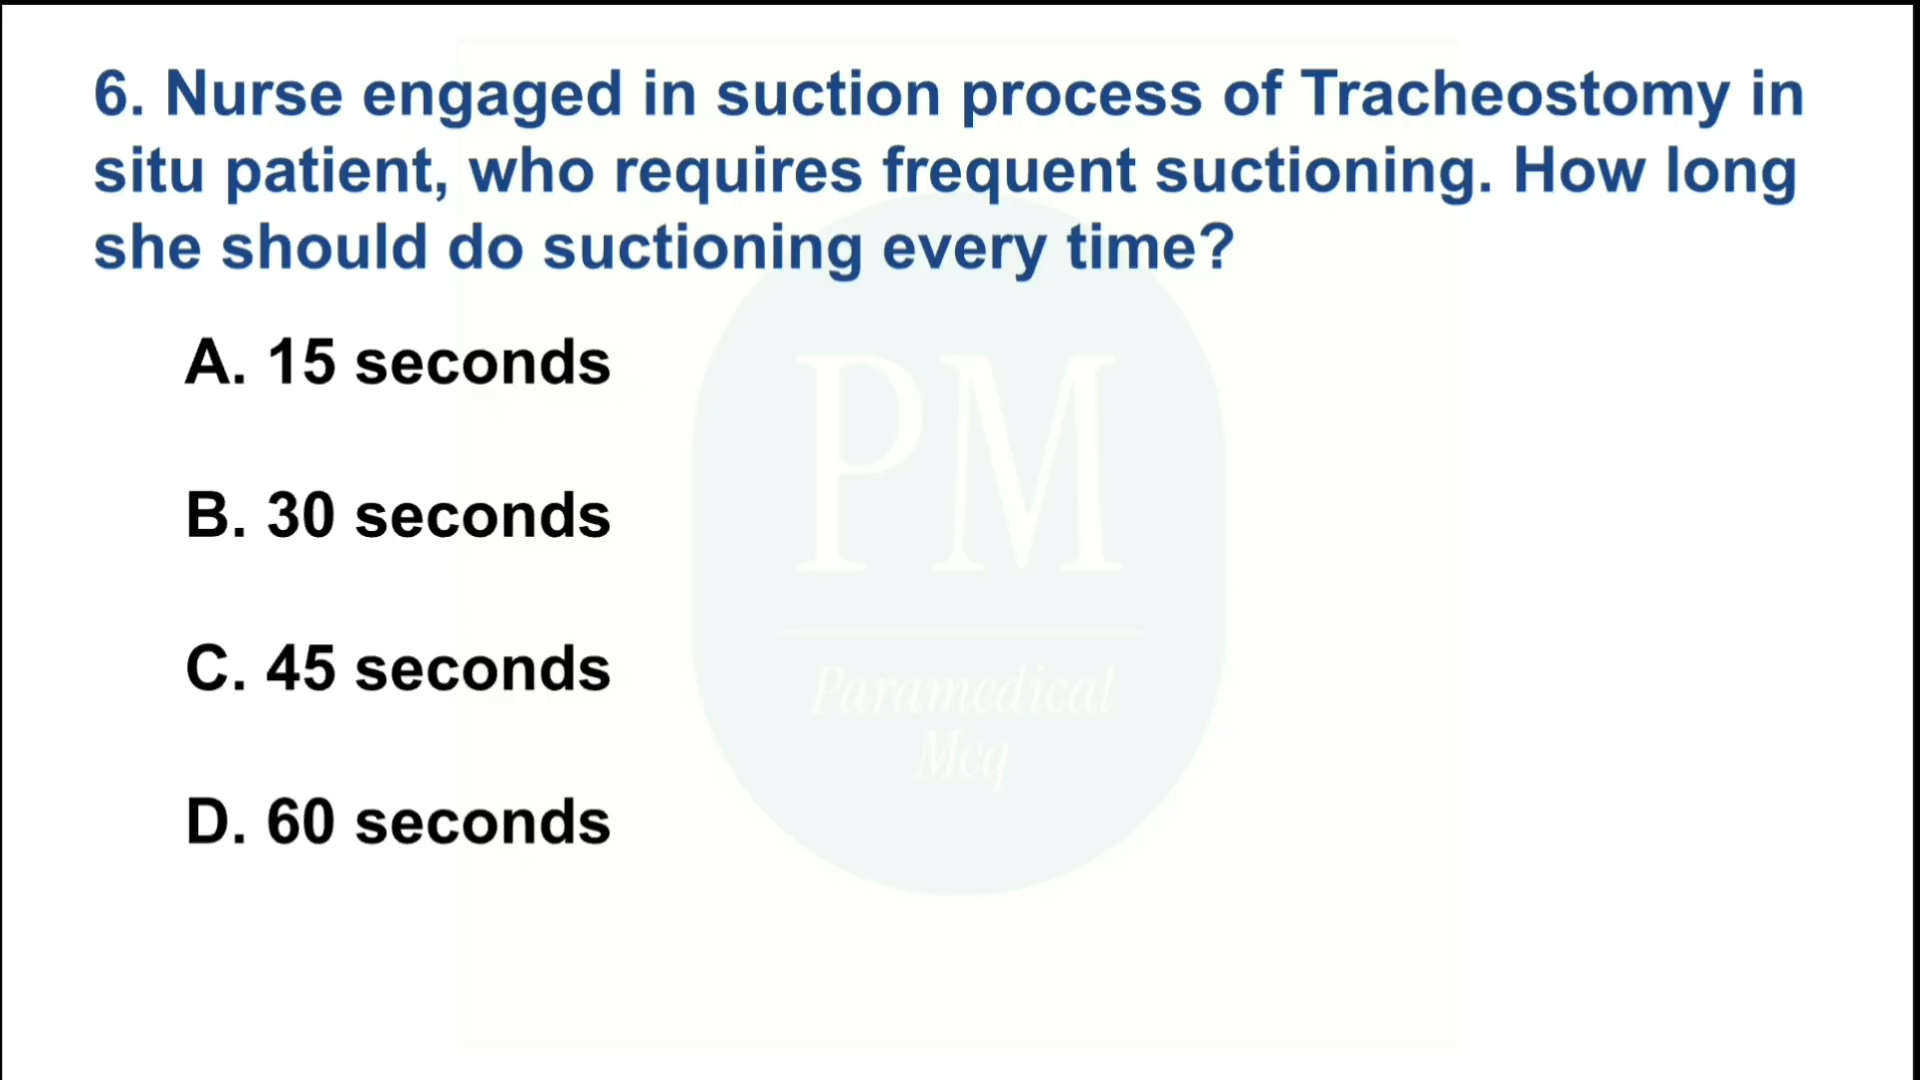 6. Nurse engaged in suction process of Tracheostomy in
situ patient, who requires frequent suctioning. How long
she should do suctioning every time?
A. 15 seconds
B. 30 seconds
C. 45 seconds
D. 60 seconds
PM
Paramedical
Mcq